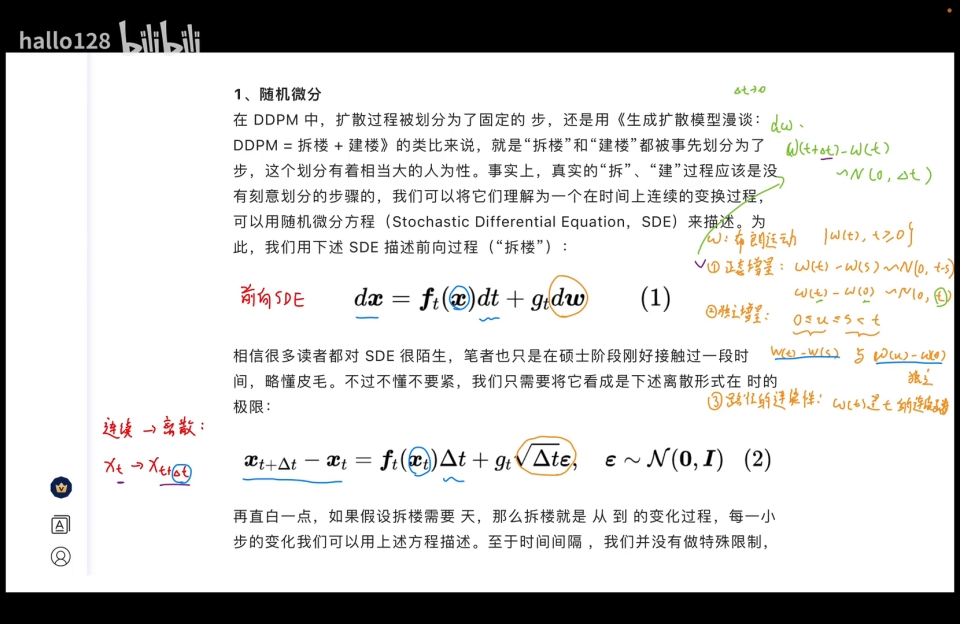 hallo128 bilibili
1、随机微分
在 DDPM 中，扩散过程被划分为了固定的 步，还是用《生成扩散模型漫谈：
DDPM = 拆楼 + 建楼》的类比来说，就是“拆楼”和“建楼”都被事先划分为了
步，这个划分有着相当大的人为性。事实上，真实的“拆”、“建”过程应该是没
有刻意划分的步骤的，我们可以将它们理解为一个在时间上连续的变换过程，
可以用随机微分方程（Stochastic Differential Equation，SDE）来描述。为
此，我们用下述 SDE 描述前向过程（“拆楼”）：
前向SDE
dx = f_t(x)dt + g_t dw (1)
相信很多读者都对 SDE 很陌生，笔者也只是在硕士阶段刚好接触过一段时
间，略懂皮毛。不过不懂不要紧，我们只需要将它看成是下述离散形式在 时的
极限：
连续 → 离散：
x_t → x_{t+Δt}
x_{t+Δt} − x_t = f_t(x_t)Δt + g_t√Δt ε, ε ∼ N(0, I) (2)
再直白一点，如果假设拆楼需要 天，那么拆楼就是 从 到 的变化过程，每一小
步的变化我们可以用上述方程描述。至于时间间隔 ，我们并没有做特殊限制，
Δt→0
dw.
W(t+Δt)-W(t)
~N(0, Δt)
W: 布朗运动 {W(t), t≥0}
①正态增量： W(t)-W(s) ~N(0, t-s)
W(t)-W(0) ~N(0, t)
②独立增量： 0≤u≤s<t
W(t)-W(s) 与 W(u)-W(0)
独立
③路径的连续性： W(t)是t的连续函数
A